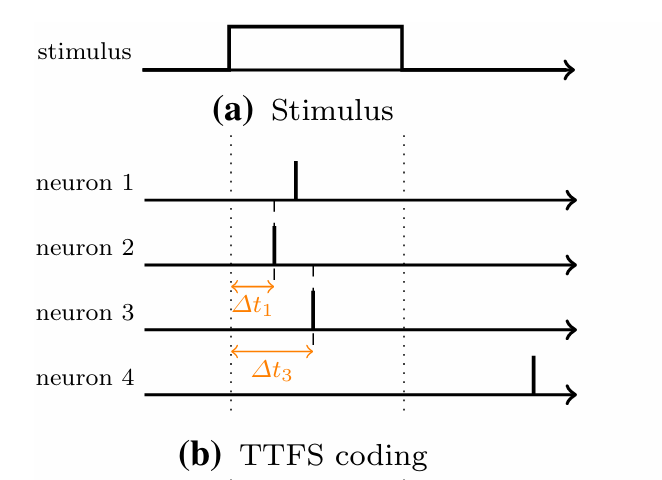 stimulus
(a) Stimulus
neuron 1
neuron 2
Δt₁
neuron 3
Δt₃
neuron 4
(b) TTFS coding